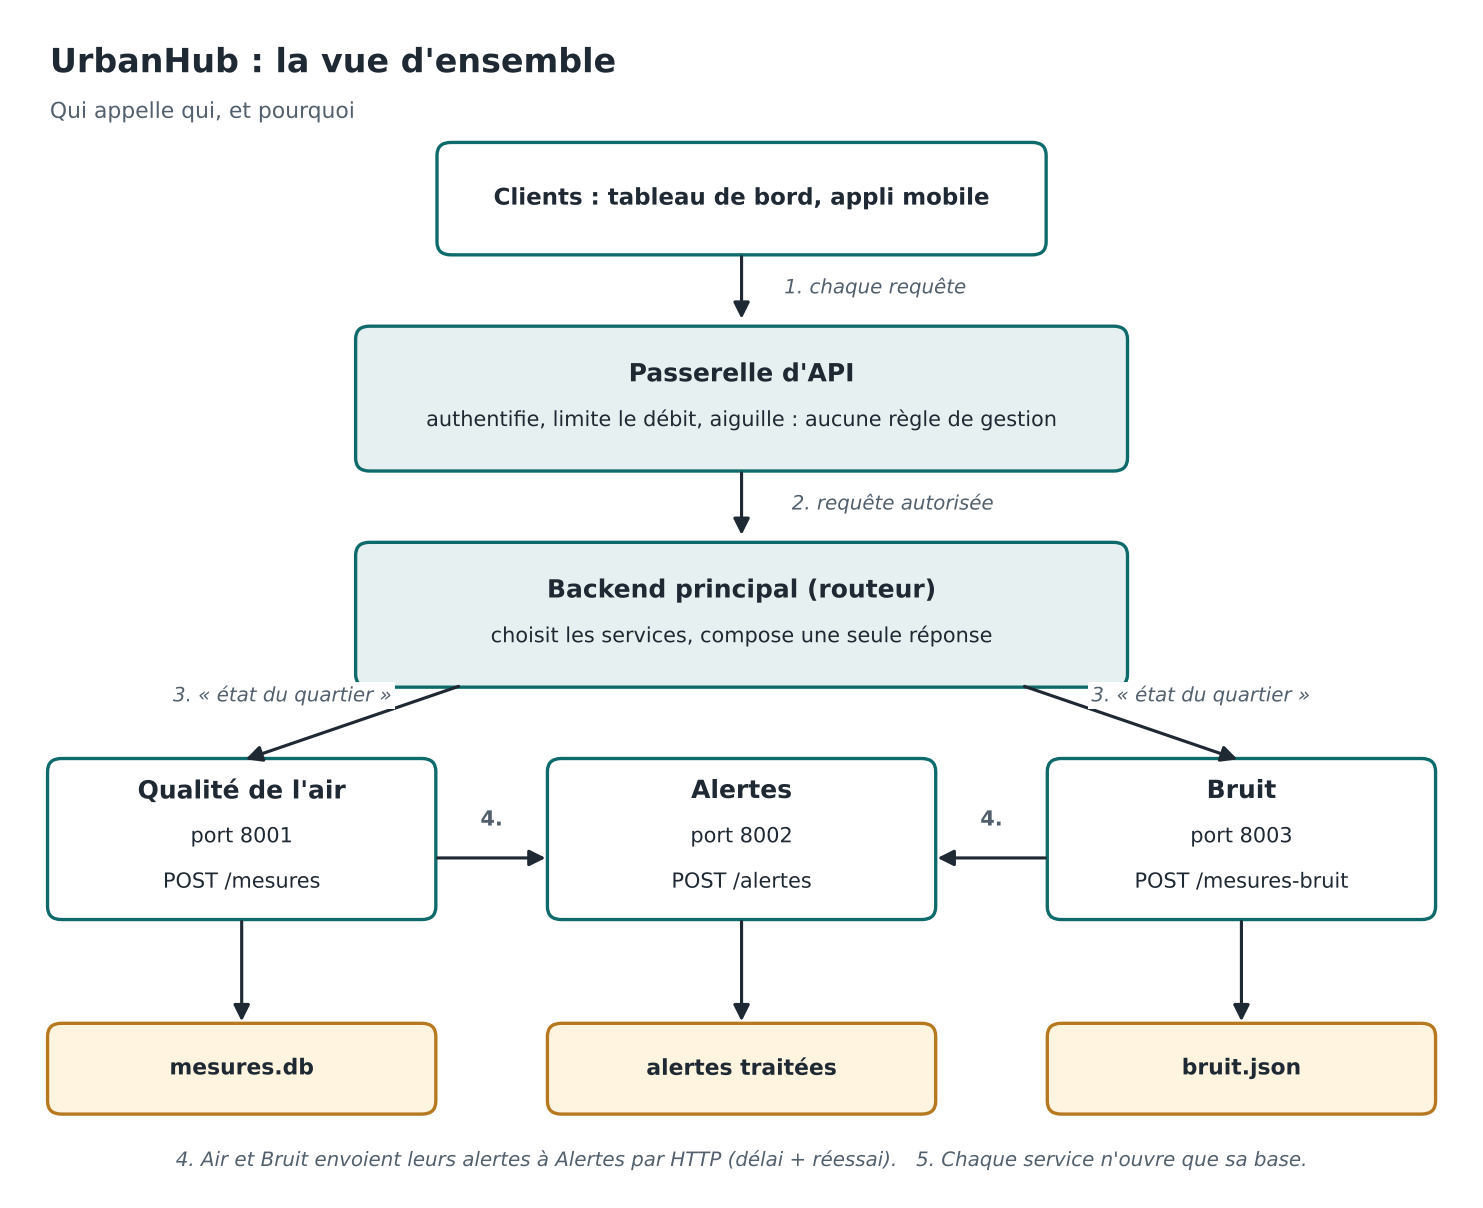 UrbanHub : la vue d'ensemble
Qui appelle qui, et pourquoi
Clients : tableau de bord, appli mobile
1. chaque requête
Passerelle d'API
authentifie, limite le débit, aiguille : aucune règle de gestion
2. requête autorisée
Backend principal (routeur)
choisit les services, compose une seule réponse
3. « état du quartier »
3. « état du quartier »
Qualité de l'air
port 8001
POST /mesures
4.
Alertes
port 8002
POST /alertes
4.
Bruit
port 8003
POST /mesures-bruit
mesures.db
alertes traitées
bruit.json
4. Air et Bruit envoient leurs alertes à Alertes par HTTP (délai + réessai). 5. Chaque service n'ouvre que sa base.